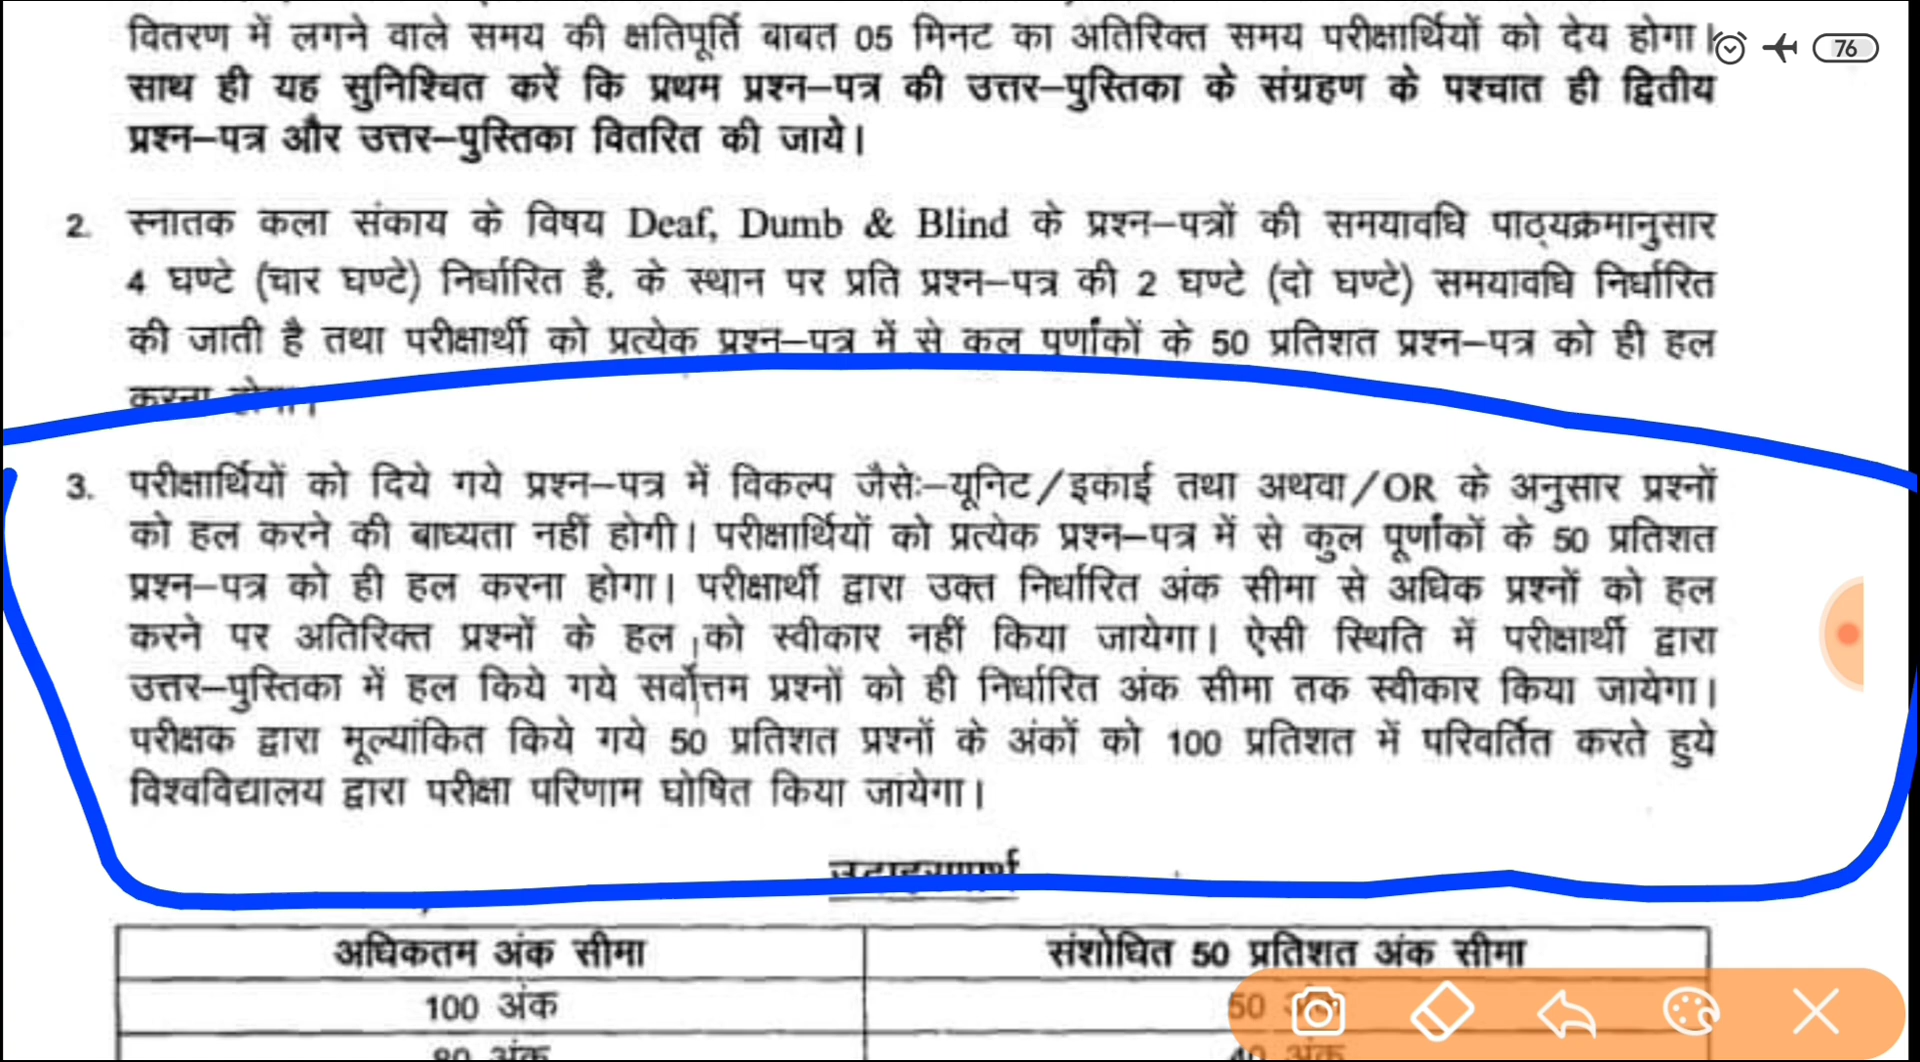 वितरण में लगने वाले समय की क्षतिपूर्ति बाबत 05 मिनट का अतिरिक्त समय परीक्षार्थियों को देय होगा।
76
साथ ही यह सुनिश्चित करें कि प्रथम प्रश्न–पत्र की उत्तर–पुस्तिका के संग्रहण के पश्चात ही द्वितीय
प्रश्न–पत्र और उत्तर–पुस्तिका वितरित की जाये।
2. स्नातक कला संकाय के विषय Deaf, Dumb & Blind के प्रश्न–पत्रों की समयावधि पाठ्यक्रमानुसार
4 घण्टे (चार घण्टे) निर्धारित है, के स्थान पर प्रति प्रश्न–पत्र की 2 घण्टे (दो घण्टे) समयावधि निर्धारित
की जाती है तथा परीक्षार्थी को प्रत्येक प्रश्न–पत्र में से कुल पूर्णांकों के 50 प्रतिशत प्रश्न–पत्र को ही हल
करना होगा।
3. परीक्षार्थियों को दिये गये प्रश्न–पत्र में विकल्प जैसेः–यूनिट/इकाई तथा अथवा/OR के अनुसार प्रश्नों
को हल करने की बाध्यता नहीं होगी। परीक्षार्थियों को प्रत्येक प्रश्न–पत्र में से कुल पूर्णांकों के 50 प्रतिशत
प्रश्न–पत्र को ही हल करना होगा। परीक्षार्थी द्वारा उक्त निर्धारित अंक सीमा से अधिक प्रश्नों को हल
करने पर अतिरिक्त प्रश्नों के हल को स्वीकार नहीं किया जायेगा। ऐसी स्थिति में परीक्षार्थी द्वारा
उत्तर–पुस्तिका में हल किये गये सर्वोत्तम प्रश्नों को ही निर्धारित अंक सीमा तक स्वीकार किया जायेगा।
परीक्षक द्वारा मूल्यांकित किये गये 50 प्रतिशत प्रश्नों के अंकों को 100 प्रतिशत में परिवर्तित करते हुये
विश्वविद्यालय द्वारा परीक्षा परिणाम घोषित किया जायेगा।
उदाहरणार्थ
अधिकतम अंक सीमा संशोधित 50 प्रतिशत अंक सीमा
100 अंक 50 अंक
80 अंक 40 अंक